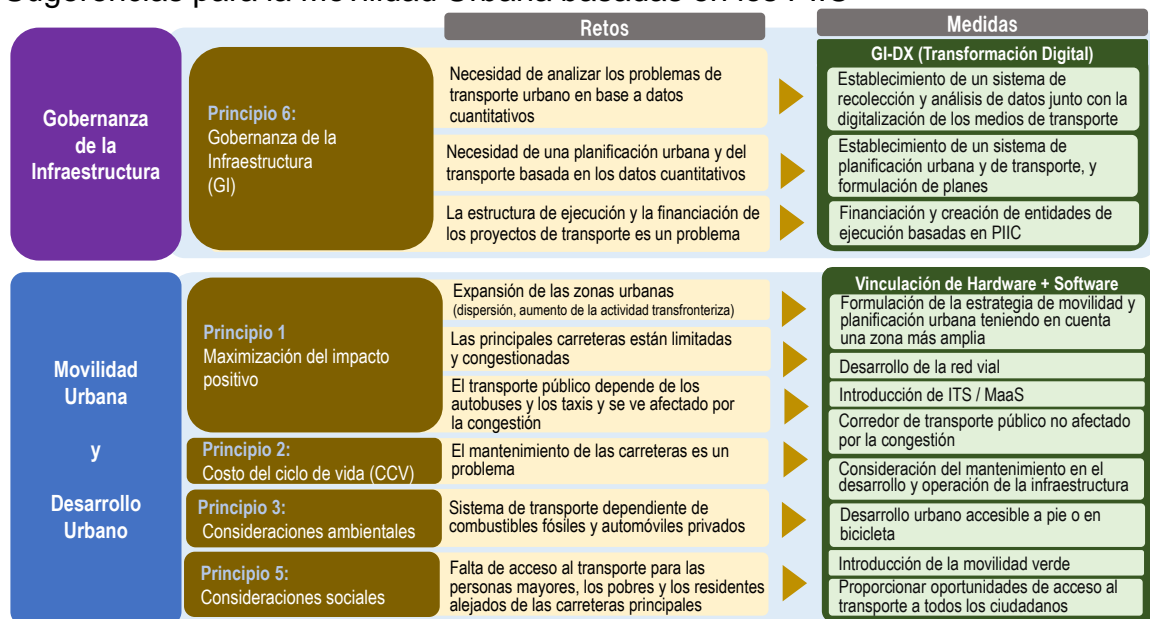 Sugerencias para la Movilidad Urbana basadas en los PIIC
Retos
Medidas
Gobernanza
de la
Infraestructura
Principio 6:
Gobernanza de la
Infraestructura
(GI)
Necesidad de analizar los problemas de
transporte urbano en base a datos
cuantitativos
Necesidad de una planificación urbana y del
transporte basada en los datos cuantitativos
La estructura de ejecución y la financiación de
los proyectos de transporte es un problema
GI-DX (Transformación Digital)
Establecimiento de un sistema de
recolección y análisis de datos junto con la
digitalización de los medios de transporte
Establecimiento de un sistema de
planificación urbana y de transporte, y
formulación de planes
Financiación y creación de entidades de
ejecución basadas en PIIC
Movilidad
Urbana
y
Desarrollo
Urbano
Principio 1
Maximización del impacto
positivo
Expansión de las zonas urbanas
(dispersión, aumento de la actividad transfronteriza)
Las principales carreteras están limitadas
y congestionadas
El transporte público depende de los
autobuses y los taxis y se ve afectado por
la congestión
Principio 2:
Costo del ciclo de vida (CCV)
El mantenimiento de las carreteras es un
problema
Principio 3:
Consideraciones ambientales
Sistema de transporte dependiente de
combustibles fósiles y automóviles privados
Principio 5:
Consideraciones sociales
Falta de acceso al transporte para las
personas mayores, los pobres y los residentes
alejados de las carreteras principales
Vinculación de Hardware + Software
Formulación de la estrategia de movilidad y
planificación urbana teniendo en cuenta
una zona más amplia
Desarrollo de la red vial
Introducción de ITS / MaaS
Corredor de transporte público no afectado
por la congestión
Consideración del mantenimiento en el
desarrollo y operación de la infraestructura
Desarrollo urbano accesible a pie o en
bicicleta
Introducción de la movilidad verde
Proporcionar oportunidades de acceso al
transporte a todos los ciudadanos